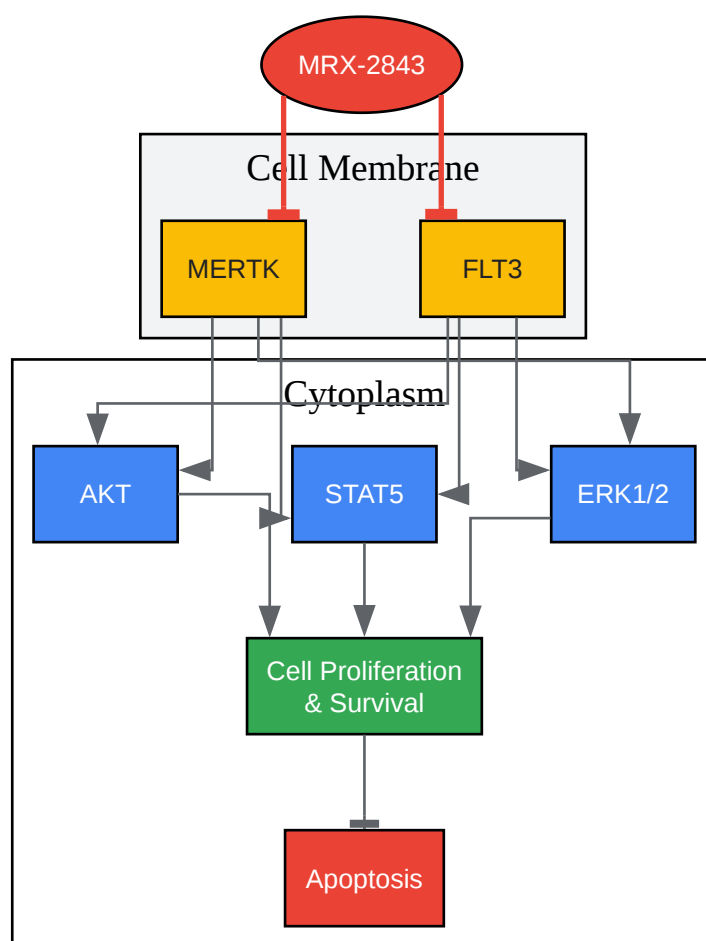 MRX-2843
Cell Membrane
MERTK
FLT3
Cytoplasm
AKT
STAT5
ERK1/2
Cell Proliferation
& Survival
Apoptosis